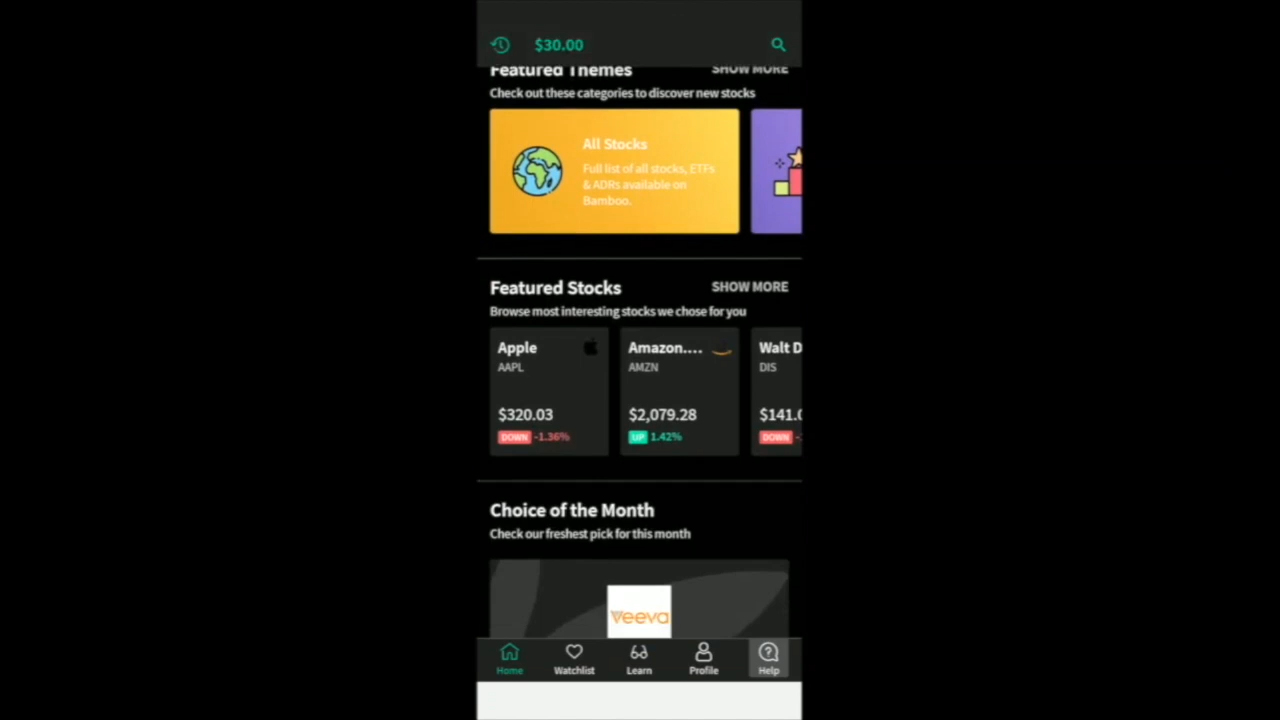 $30.00
Featured Themes
SHOW MORE
Check out these categories to discover new stocks
All Stocks
Full list of all stocks, ETFs
& ADRs available on
Bamboo.
Featured Stocks
SHOW MORE
Browse most interesting stocks we chose for you
Apple
AAPL
$320.03
DOWN -1.36%
Amazon....
AMZN
$2,079.28
UP 1.42%
Walt D
DIS
$141.0
DOWN -
Choice of the Month
Check our freshest pick for this month
Veeva
Home
Watchlist
Learn
Profile
Help